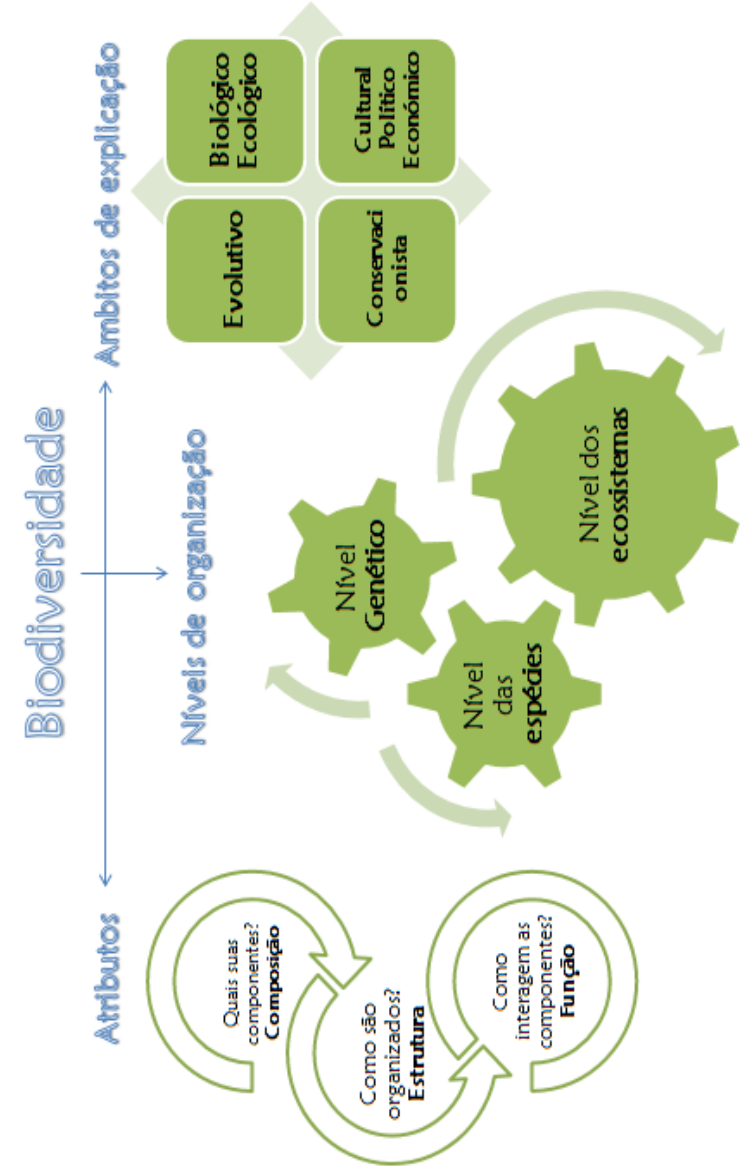 Biodiversidade
Atributos
Níveis de organização
Ambitos de explicação
Quais suas
componentes?
Composição
Como são
organizados?
Estrutura
Como
interagem as
componentes?
Função
Nível
Genético
Nível
das
espécies
Nível dos
ecossistemas
Evolutivo
Biológico
Ecológico
Conservaci
onista
Cultural
Político
Económico